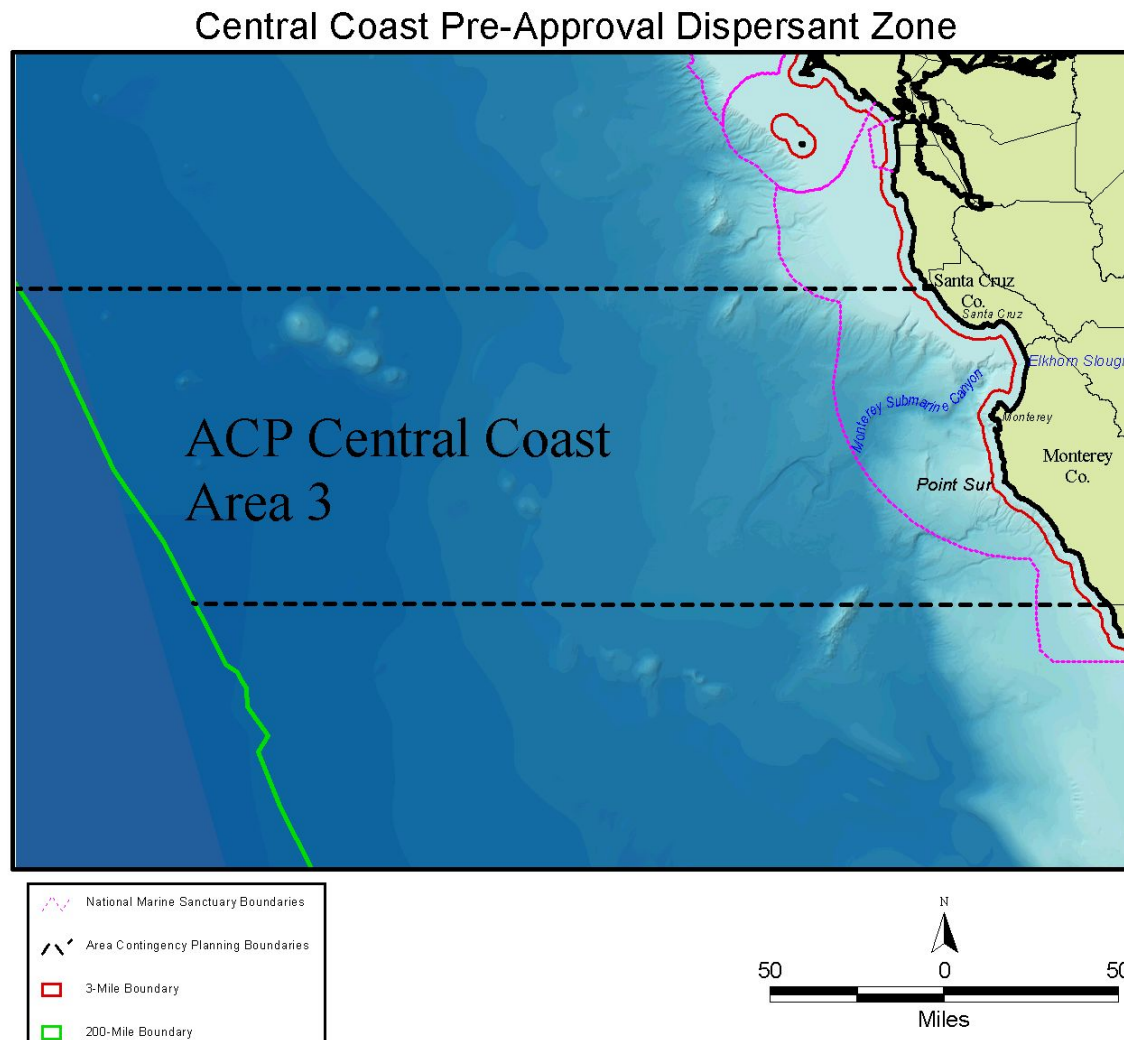 Central Coast Pre-Approval Dispersant Zone
Santa Cruz
Co.
Santa Cruz
Elkhorn Slough
Monterey Submarine Canyon
Monterey
ACP Central Coast
Area 3
Monterey
Co.
Point Sur
National Marine Sanctuary Boundaries
Area Contingency Planning Boundaries
3-Mile Boundary
200-Mile Boundary
N
50 0 50
Miles